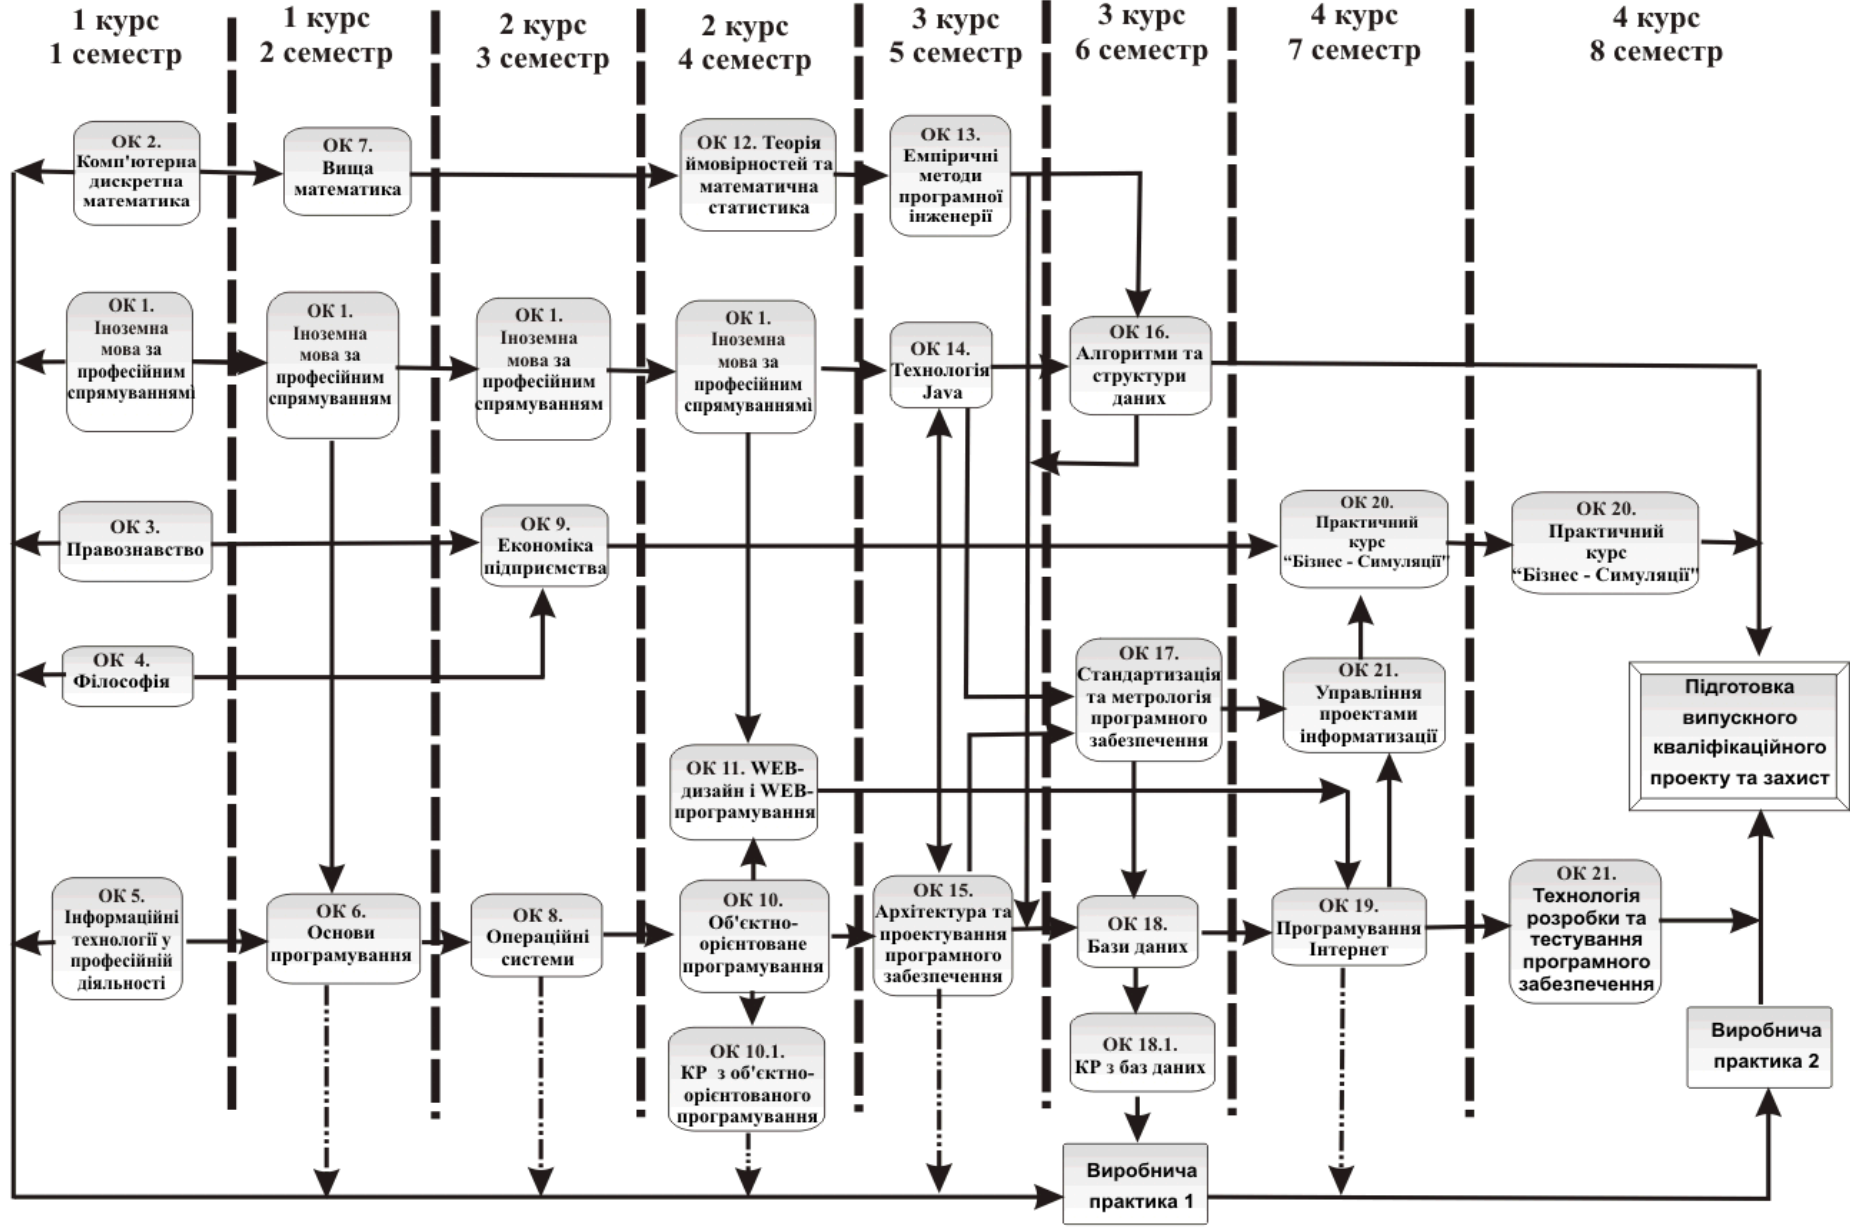 1 курс
1 семестр
1 курс
2 семестр
2 курс
3 семестр
2 курс
4 семестр
3 курс
5 семестр
3 курс
6 семестр
4 курс
7 семестр
4 курс
8 семестр
ОК 2.
Комп'ютерна
дискретна
математика
ОК 7.
Вища
математика
ОК 12. Теорія
ймовірностей та
математична
статистика
ОК 13.
Емпіричні
методи
програмної
інженерії
ОК 1.
Іноземна
мова за
професійним
спрямуваннямі
ОК 1.
Іноземна
мова за
професійним
спрямуванням
ОК 1.
Іноземна
мова за
професійним
спрямуванням
ОК 1.
Іноземна
мова за
професійним
спрямуваннямі
ОК 14.
Технологія
Java
ОК 16.
Алгоритми та
структури
даних
ОК 3.
Правознавство
ОК 9.
Економіка
підприємства
ОК 20.
Практичний
курс
“Бізнес - Симуляції"
ОК 20.
Практичний
курс
“Бізнес - Симуляції"
ОК 4.
Філософія
ОК 17.
Стандартизація
та метрологія
програмного
забезпечення
ОК 21.
Управління
проектами
інформатизації
Підготовка
випускного
кваліфікаційного
проекту та захист
ОК 11. WEB-
дизайн і WEB-
програмування
ОК 5.
Інформаційні
технології у
професійній
діяльності
ОК 6.
Основи
програмування
ОК 8.
Операційні
системи
ОК 10.
Об'єктно-
орієнтоване
програмування
ОК 15.
Архітектура та
проектування
програмного
забезпечення
ОК 18.
Бази даних
ОК 19.
Програмування
Інтернет
ОК 21.
Технологія
розробки та
тестування
програмного
забезпечення
ОК 10.1.
КР з об'єктно-
орієнтованого
програмування
ОК 18.1.
КР з баз даних
Виробнича
практика 2
Виробнича
практика 1